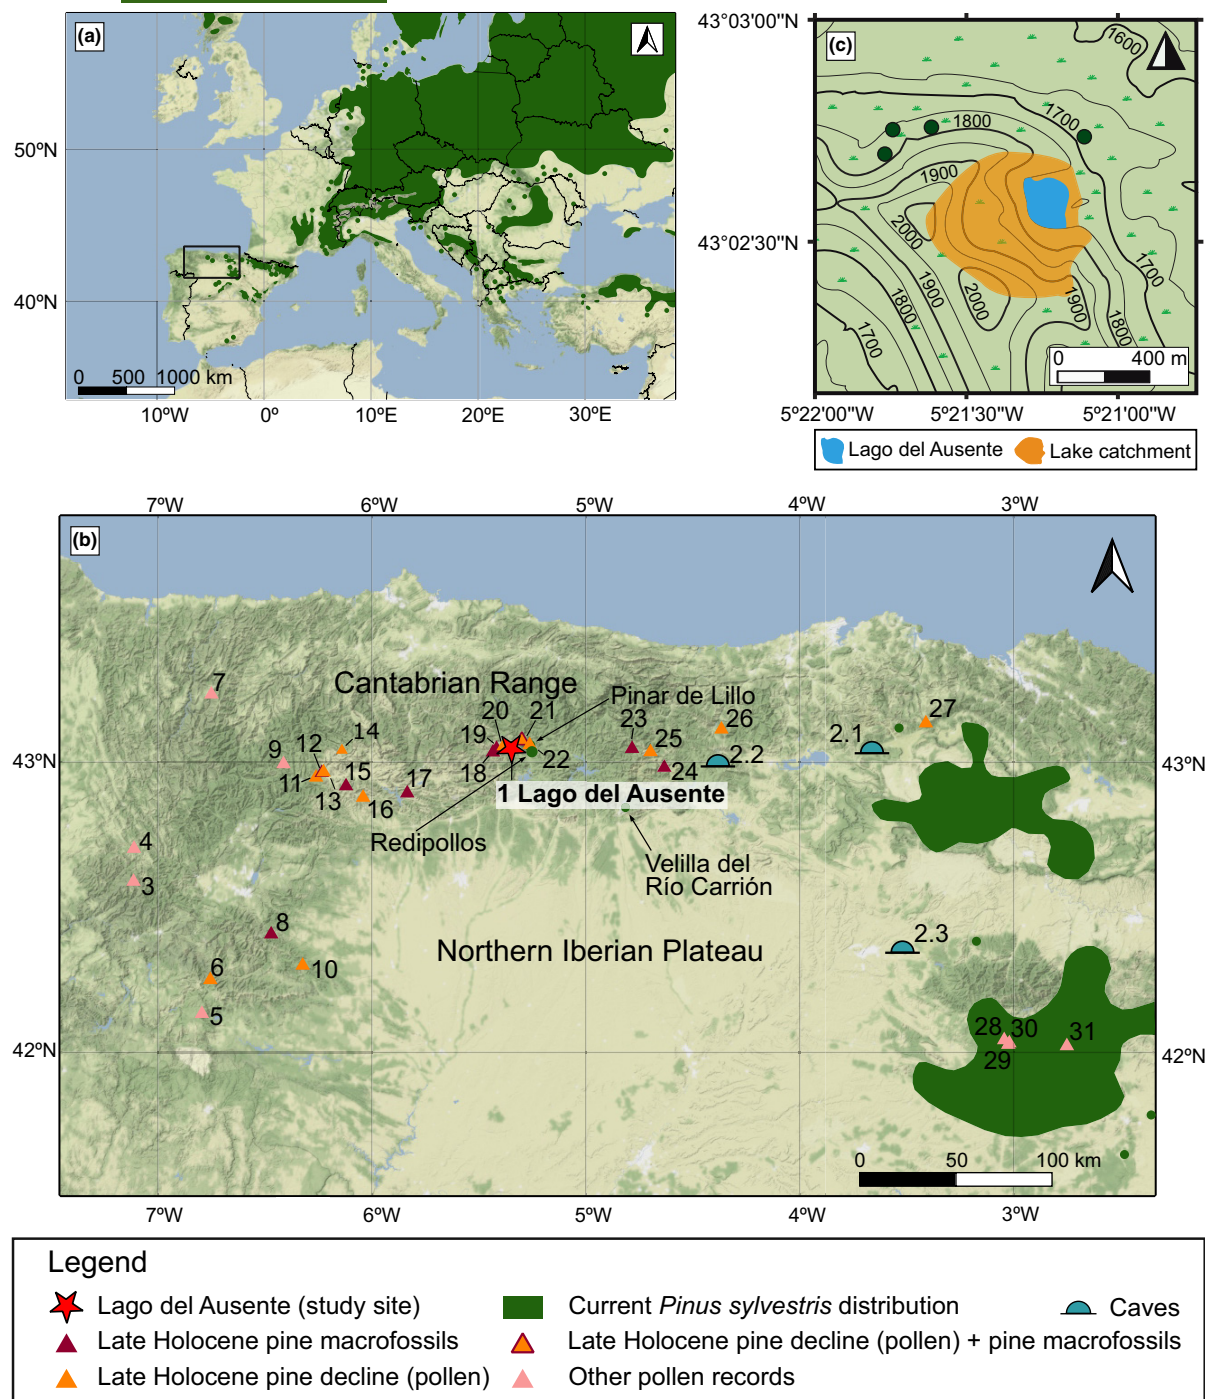 (a)
50ºN
40ºN
0 500 1000 km
10ºW 0º 10ºE 20ºE 30ºE
43º03'00"N
(c)
1600
1700
1800
1900
2000
43º02'30"N
1700
2000
1900
1800
1900
1800
1700
0 400 m
5º22'00"W 5º21'30"W 5º21'00"W
Lago del Ausente Lake catchment
7ºW 6ºW 5ºW 4ºW 3ºW
(b)
7
Cantabrian Range
Pinar de Lillo
20 21
27
14
12
19
23
26
2.1
9
25
2.2
43ºN
18
22
43ºN
11
15
17
24
13
16
1 Lago del Ausente
Redipollos
4
Velilla del
Río Carrión
3
8
2.3
Northern Iberian Plateau
6
10
5
28 30
31
29
42ºN 42ºN
0 50 100 km
7ºW 6ºW 5ºW 4ºW 3ºW
Legend
Lago del Ausente (study site) Current Pinus sylvestris distribution Caves
Late Holocene pine macrofossils Late Holocene pine decline (pollen) + pine macrofossils
Late Holocene pine decline (pollen) Other pollen records